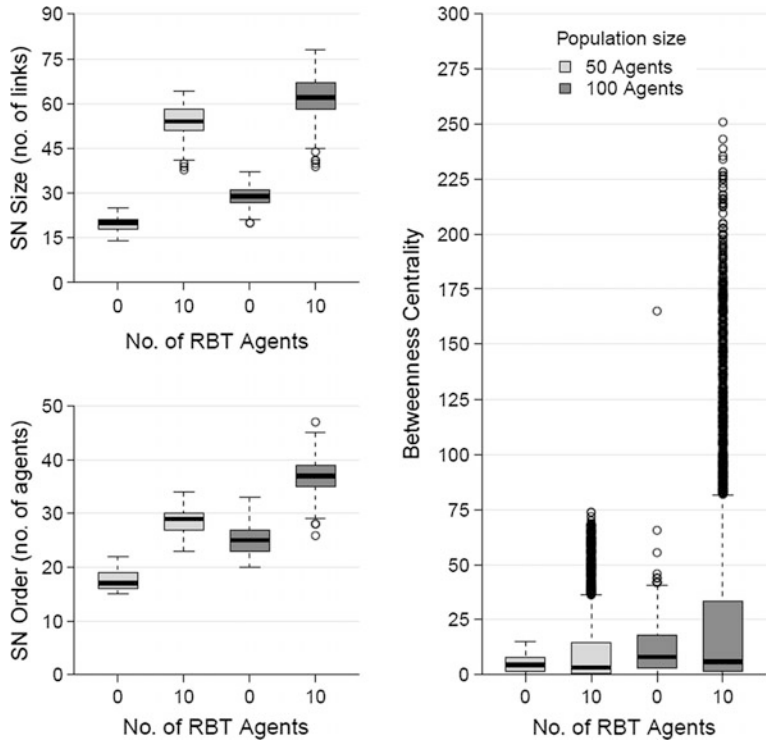 SN Size (no. of links)
90
75
60
45
30
15
0
0 10 0 10
No. of RBT Agents
SN Order (no. of agents)
50
40
30
20
10
0
0 10 0 10
No. of RBT Agents
Betweenness Centrality
300
275
250
225
200
175
150
125
100
75
50
25
0
Population size
50 Agents
100 Agents
0 10 0 10
No. of RBT Agents